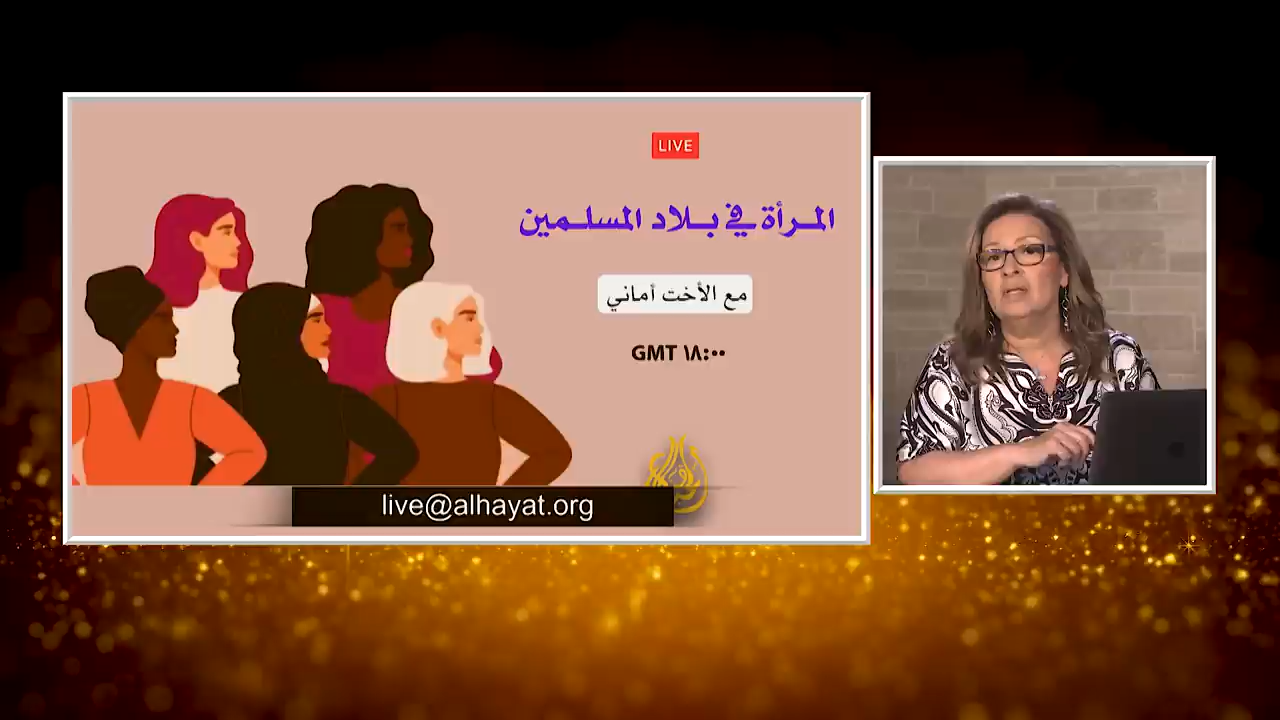 LIVE
المرأة في بلاد المسلمين
مع الأخت أماني
GMT ١٨:٠٠
live@alhayat.org